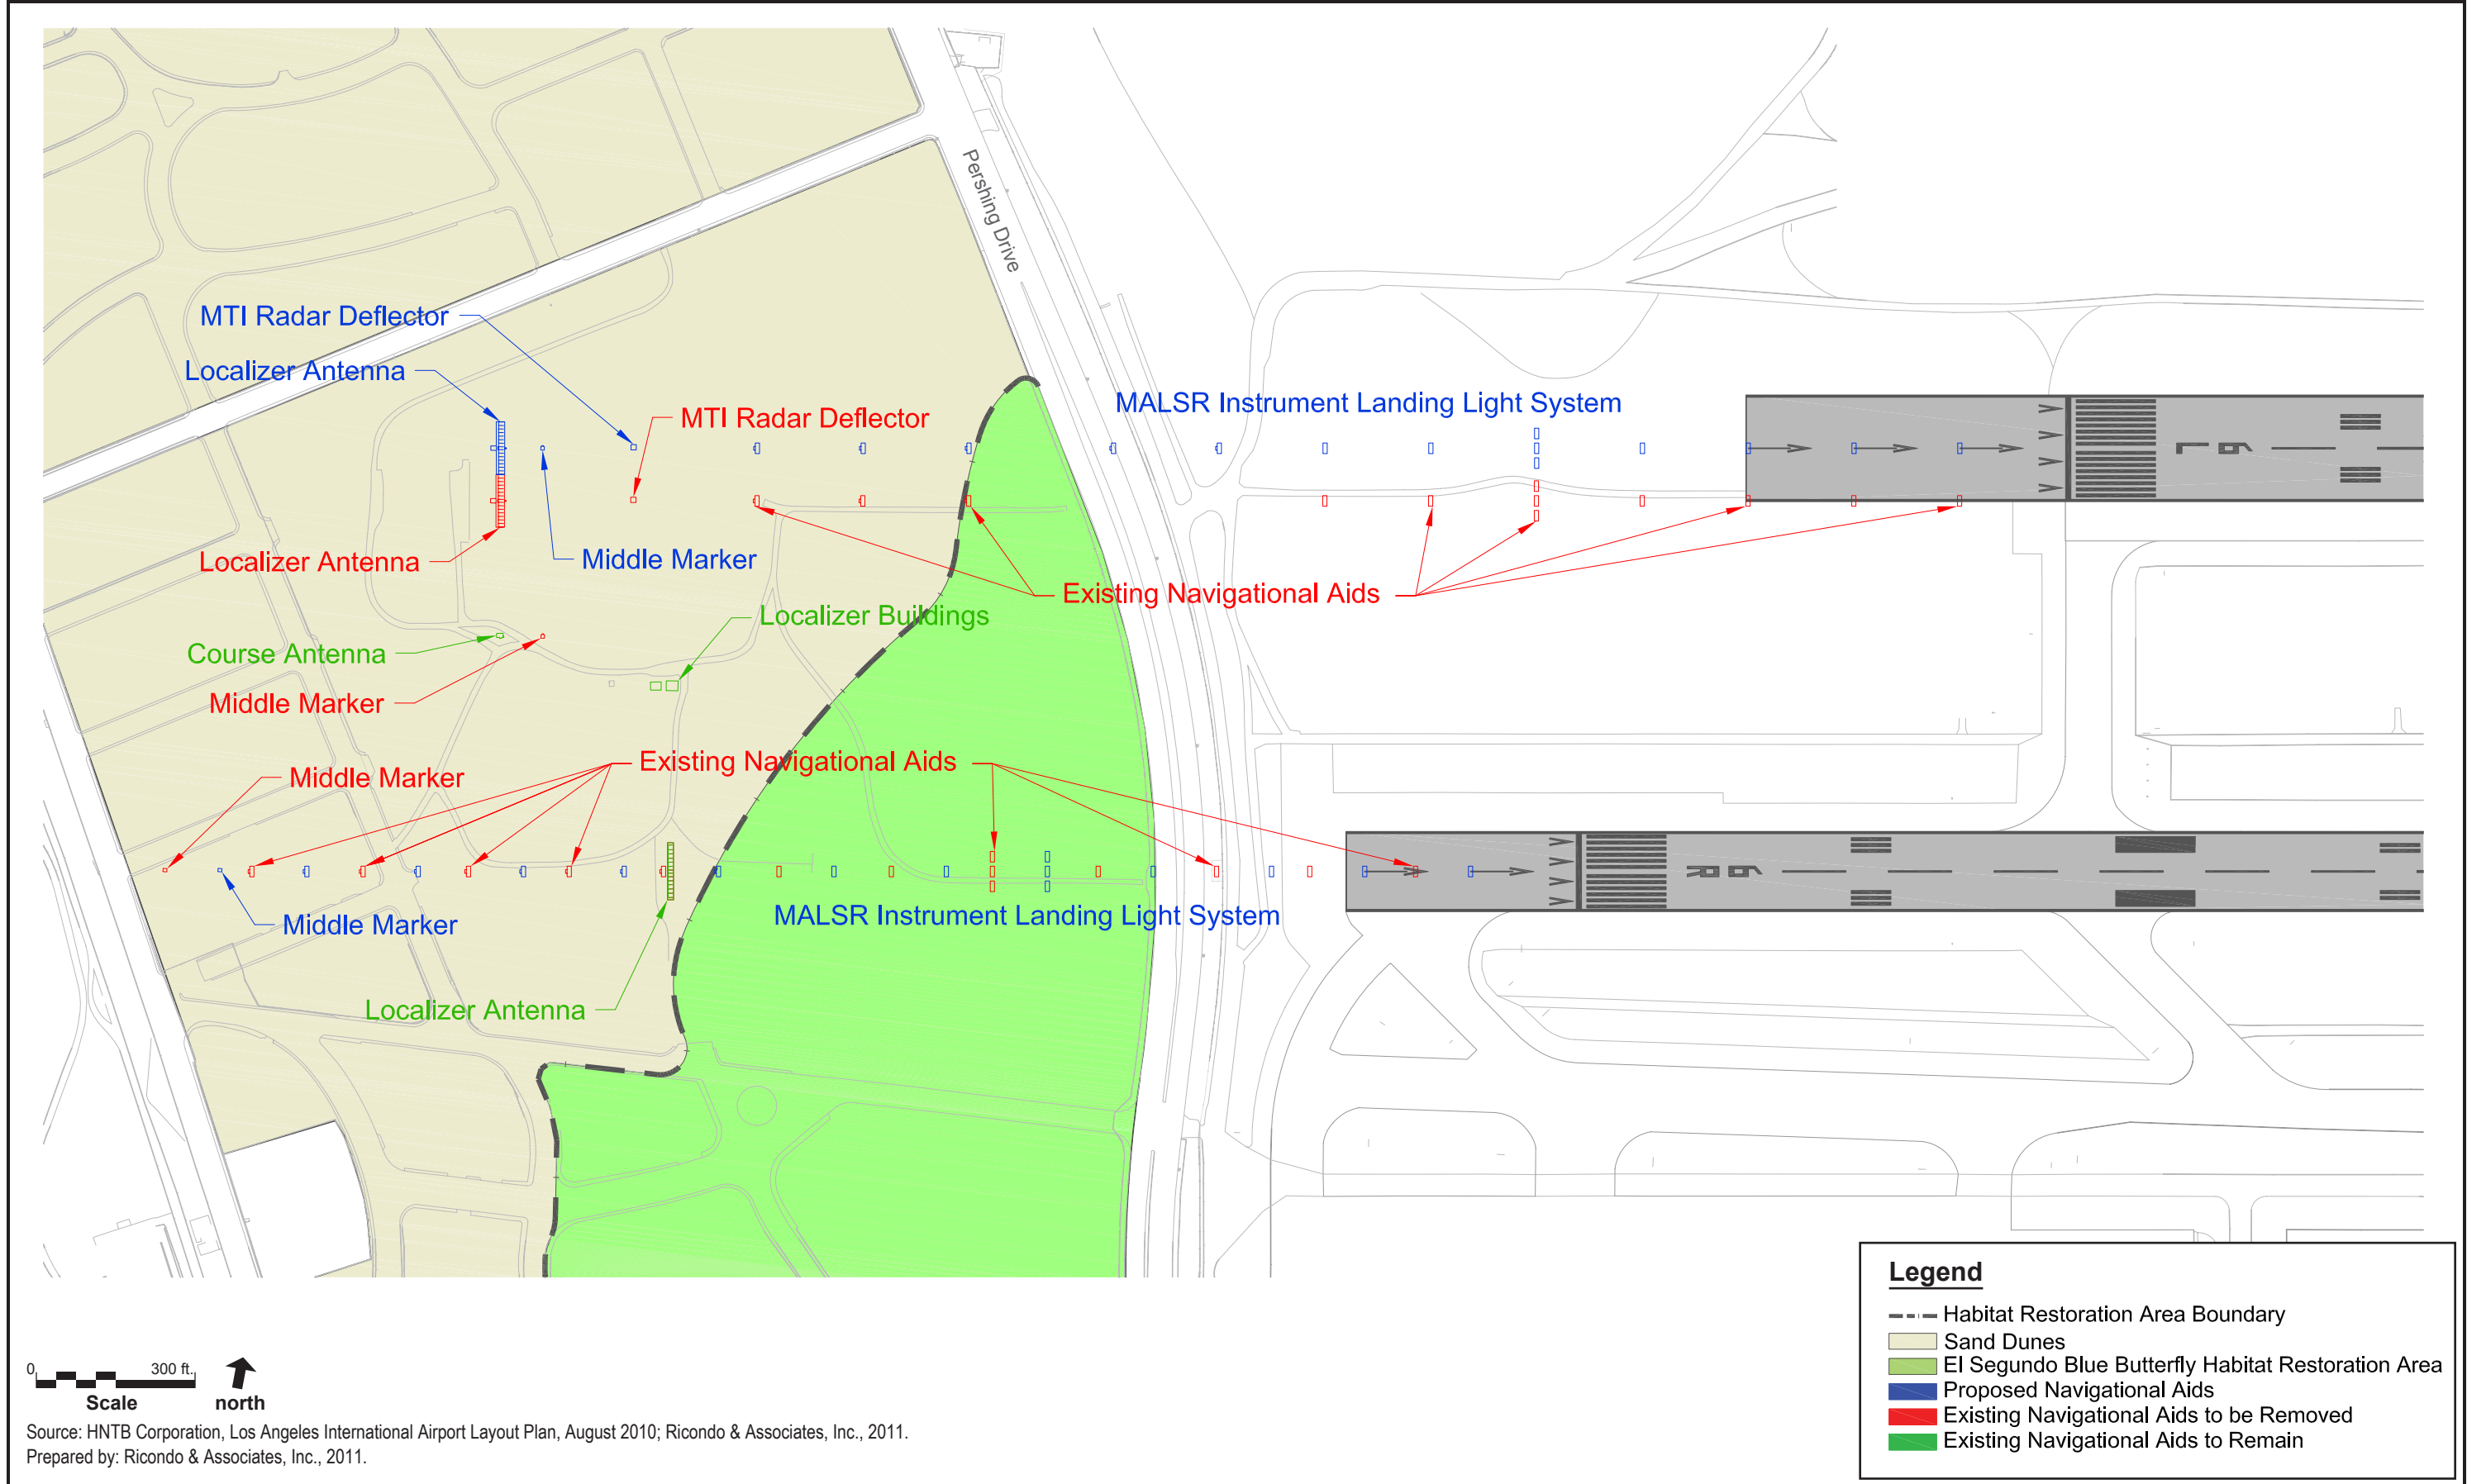 Pershing Drive
MTI Radar Deflector
Localizer Antenna
MTI Radar Deflector
MALSR Instrument Landing Light System
Localizer Antenna
Middle Marker
Existing Navigational Aids
Localizer Buildings
Course Antenna
Middle Marker
Existing Navigational Aids
Middle Marker
Middle Marker
MALSR Instrument Landing Light System
Localizer Antenna
Legend
Habitat Restoration Area Boundary
Sand Dunes
El Segundo Blue Butterfly Habitat Restoration Area
Proposed Navigational Aids
Existing Navigational Aids to be Removed
Existing Navigational Aids to Remain
0 300 ft.
Scale
north
Source: HNTB Corporation, Los Angeles International Airport Layout Plan, August 2010; Ricondo & Associates, Inc., 2011.
Prepared by: Ricondo & Associates, Inc., 2011.